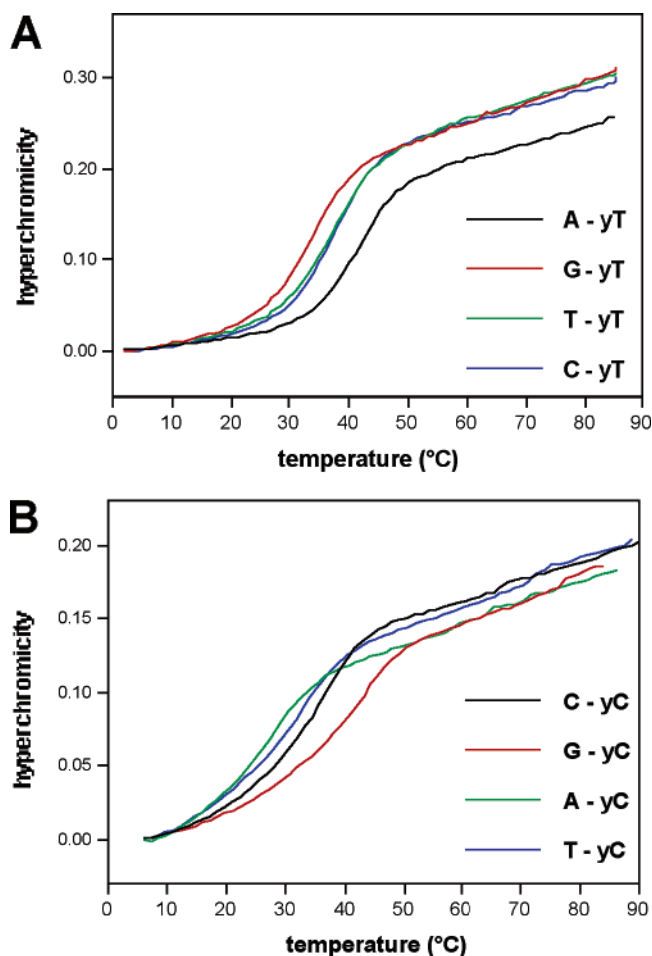 A
hyperchromicity
0.30
0.20
0.10
0.00
A - yT
G - yT
T - yT
C - yT
0 10 20 30 40 50 60 70 80 90
temperature (°C)
B
hyperchromicity
0.20
0.15
0.10
0.05
0.00
C - yC
G - yC
A - yC
T - yC
0 10 20 30 40 50 60 70 80 90
temperature (°C)